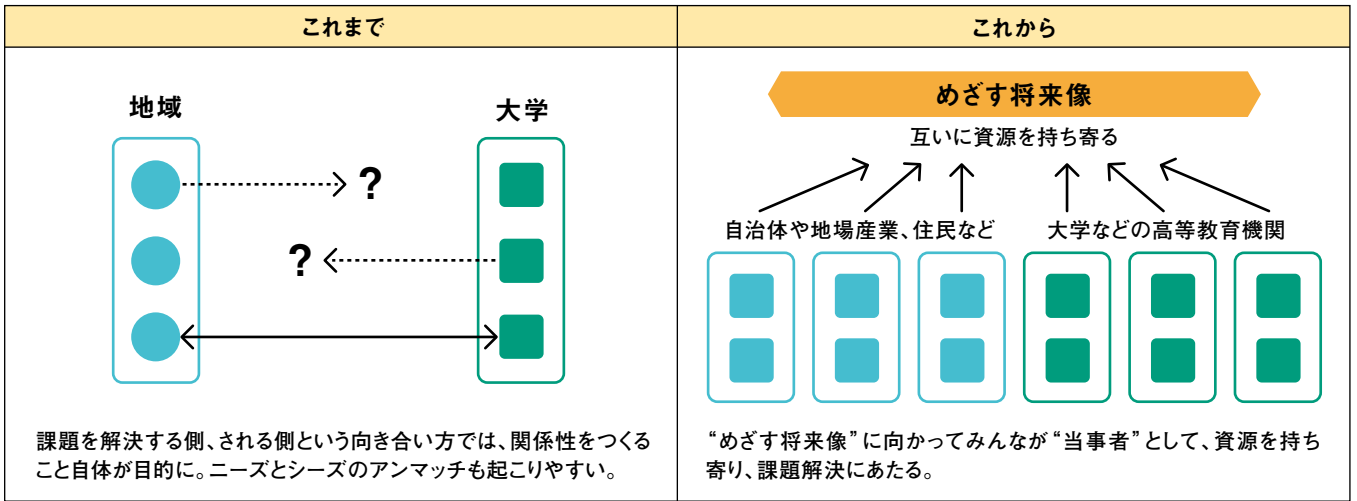 これまで
地域
大学
?
?
課題を解決する側、される側という向き合い方では、関係性をつくる
こと自体が目的に。ニーズとシーズのアンマッチも起こりやすい。
これから
めざす将来像
互いに資源を持ち寄る
自治体や地場産業、住民など
大学などの高等教育機関
“めざす将来像”に向かってみんなが“当事者”として、資源を持ち
寄り、課題解決にあたる。